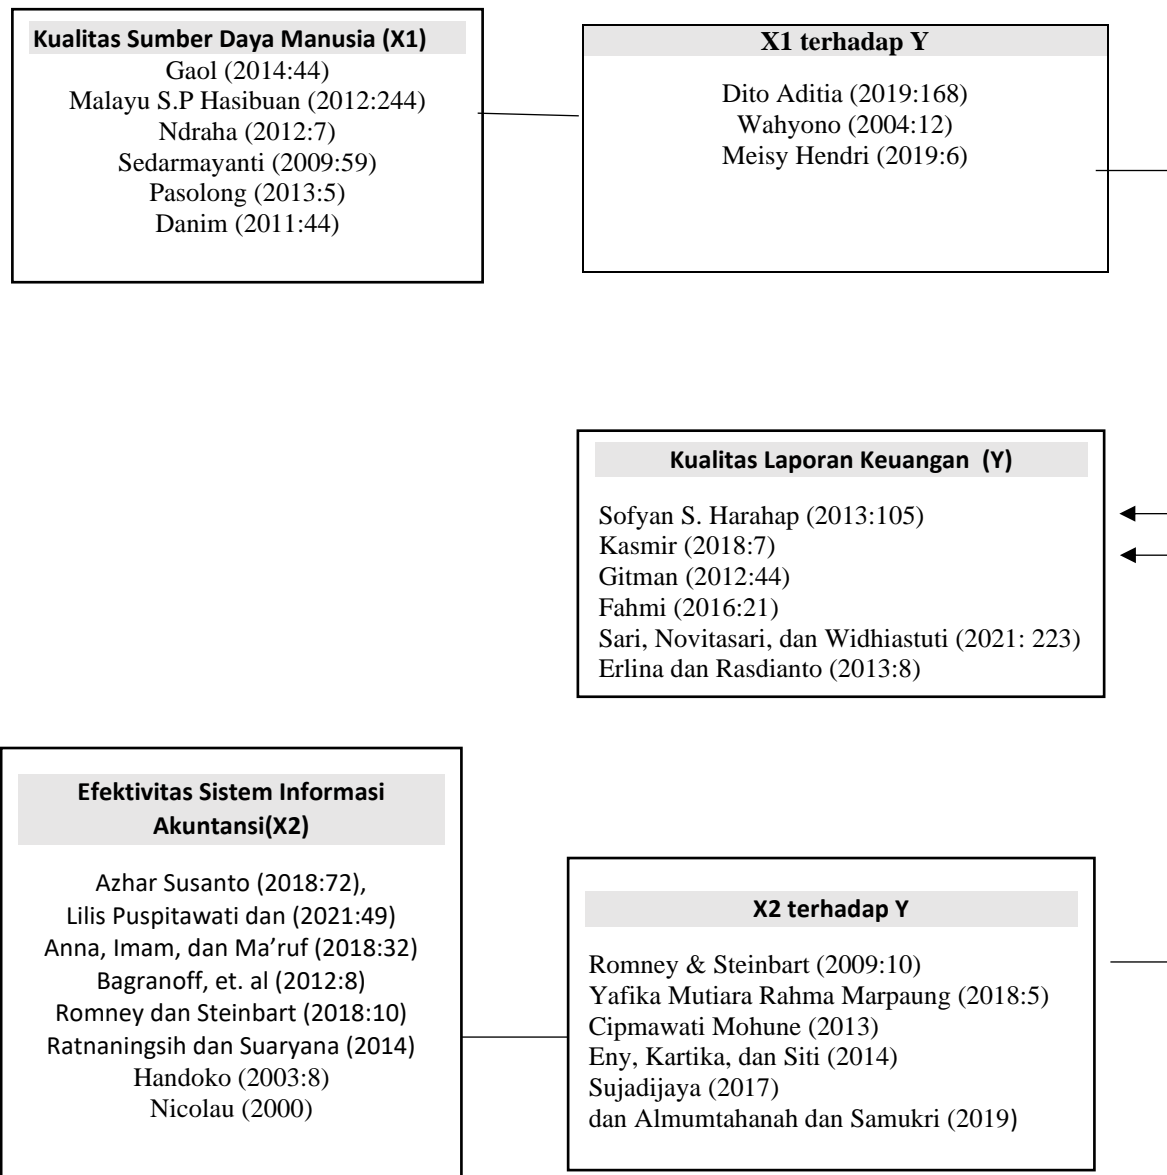 Kualitas Sumber Daya Manusia (X1)
Gaol (2014:44)
Malayu S.P Hasibuan (2012:244)
Ndraha (2012:7)
Sedarmayanti (2009:59)
Pasolong (2013:5)
Danim (2011:44)
X1 terhadap Y
Dito Aditia (2019:168)
Wahyono (2004:12)
Meisy Hendri (2019:6)
Kualitas Laporan Keuangan (Y)
Sofyan S. Harahap (2013:105)
Kasmir (2018:7)
Gitman (2012:44)
Fahmi (2016:21)
Sari, Novitasari, dan Widhiastuti (2021: 223)
Erlina dan Rasdianto (2013:8)
Efektivitas Sistem Informasi
Akuntansi(X2)
Azhar Susanto (2018:72),
Lilis Puspitawati dan (2021:49)
Anna, Imam, dan Ma’ruf (2018:32)
Bagranoff, et. al (2012:8)
Romney dan Steinbart (2018:10)
Ratnaningsih dan Suaryana (2014)
Handoko (2003:8)
Nicolau (2000)
X2 terhadap Y
Romney & Steinbart (2009:10)
Yafika Mutiara Rahma Marpaung (2018:5)
Cipmawati Mohune (2013)
Eny, Kartika, dan Siti (2014)
Sujadijaya (2017)
dan Almumtahanah dan Samukri (2019)